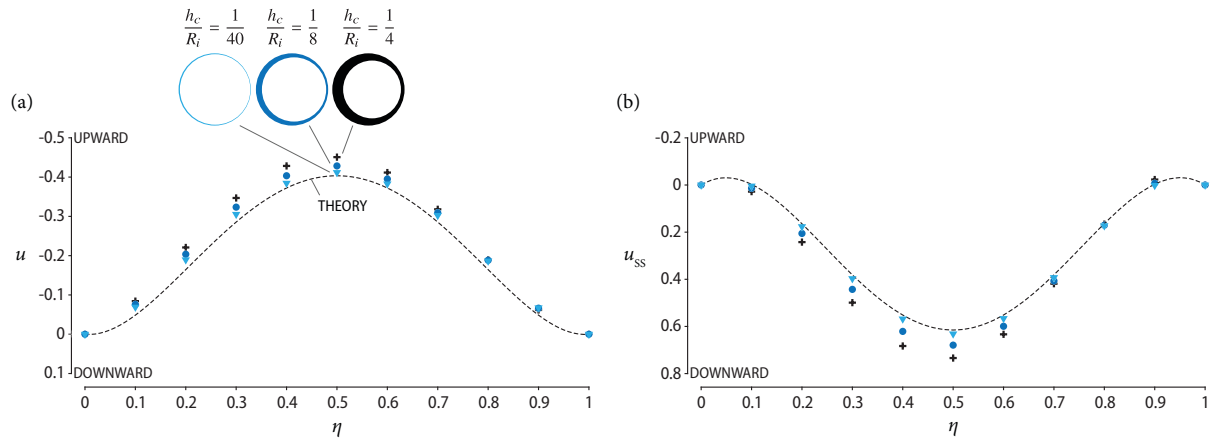 h_c/R_i = 1/40 h_c/R_i = 1/8 h_c/R_i = 1/4
(a)
-0.5 UPWARD
-0.4
-0.3
-0.2
-0.1
0
0.1 DOWNWARD
u
THEORY
0 0.1 0.2 0.3 0.4 0.5 0.6 0.7 0.8 0.9 1
η
(b)
-0.2 UPWARD
0
0.2
0.4
0.6
0.8 DOWNWARD
u_SS
0 0.1 0.2 0.3 0.4 0.5 0.6 0.7 0.8 0.9 1
η